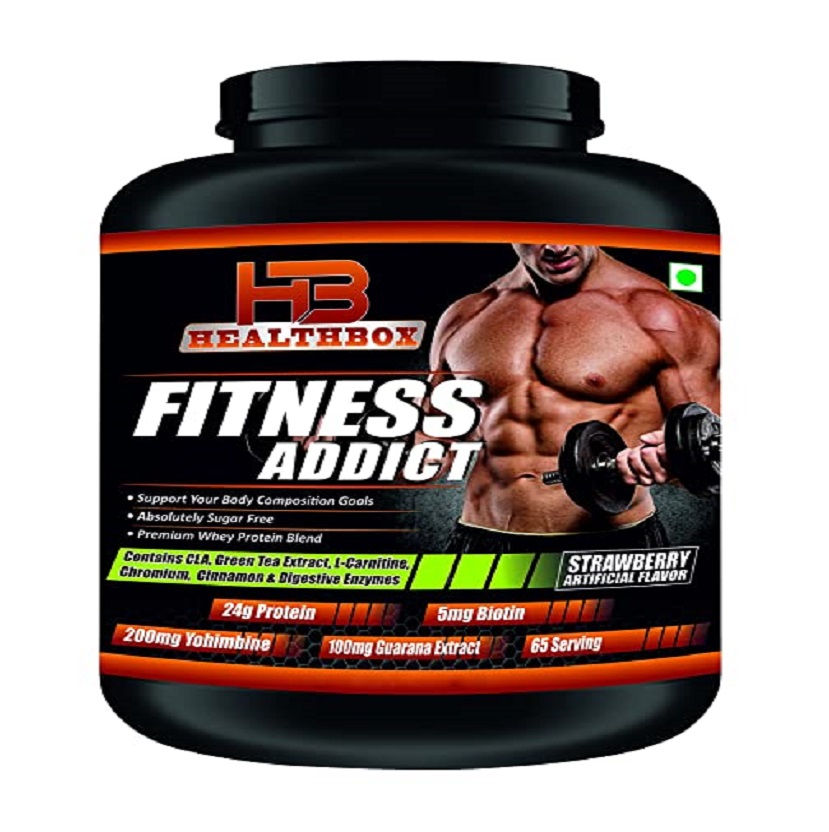 HB
HEALTHBOX
FITNESS
ADDICT
• Support Your Body Composition Goals
• Absolutely Sugar Free
• Premium Whey Protein Blend
Contains CLA, Green Tea Extract, L-Carnitine,
Chromium, Cinnamon & Digestive Enzymes
STRAWBERRY
ARTIFICIAL FLAVOR
24g Protein
5mg Biotin
200mg Yohimbine
100mg Guarana Extract
65 Serving